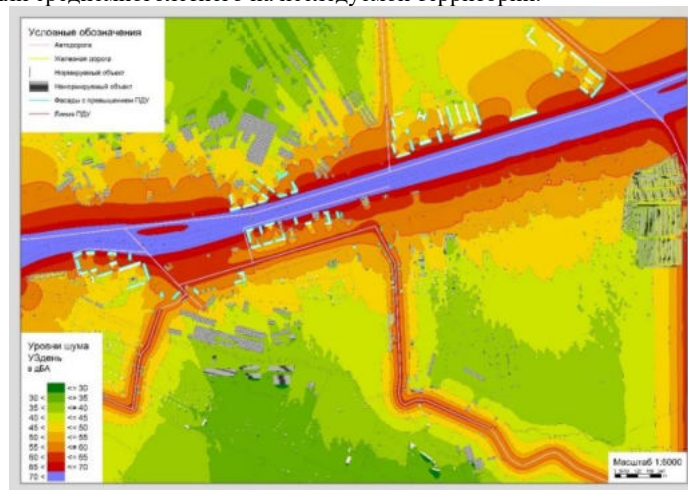 Условные обозначения
Автодорога
Железная дорога
Нормируемый объект
Ненормируемый объект
Фасады с превышением ПДУ
Линия ПДУ
Уровни шума
УЗдень
в дБА
<= 30
30 < <= 35
35 < <= 40
40 < <= 45
45 < <= 50
50 < <= 55
55 < <= 60
60 < <= 65
65 < <= 70
70 <
Масштаб 1:6000